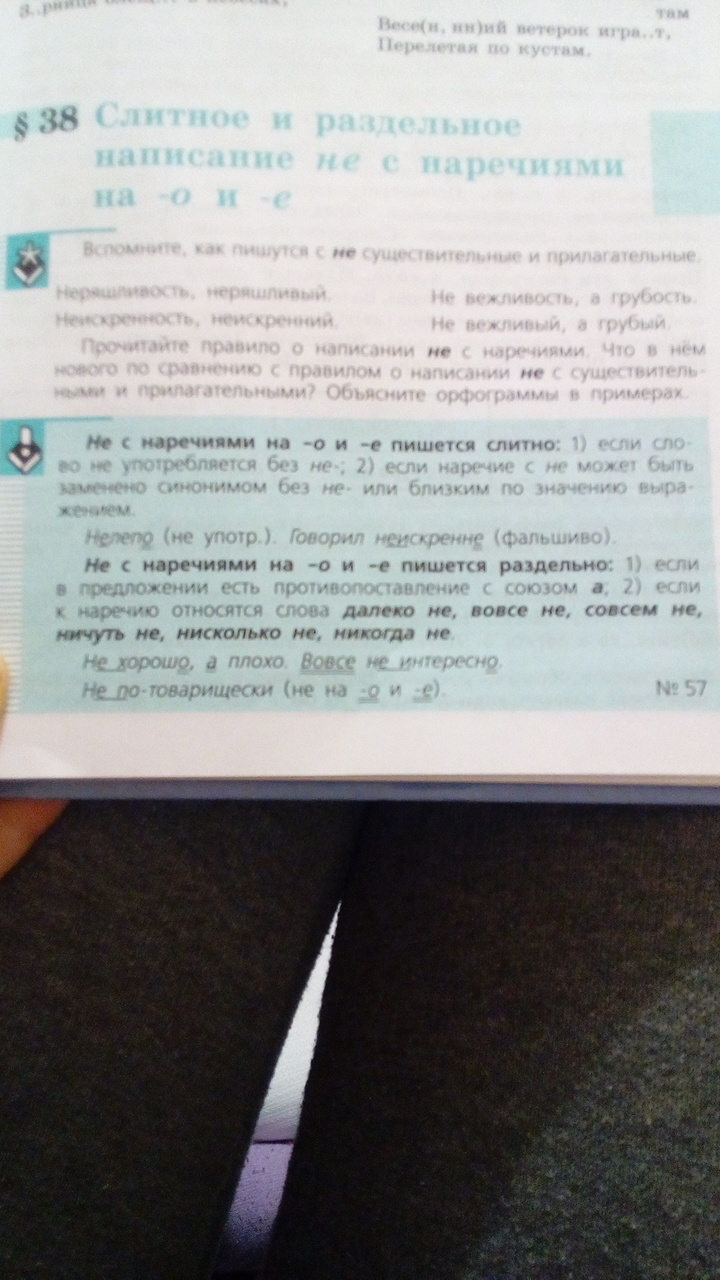 там
Весе(н, нн)ий ветерок игра..т,
Перелетая по кустам.
§ 38 Слитное и раздельное
написание не с наречиями
на -о и -е
Вспомните, как пишутся с не существительные и прилагательные.
Неряшливость, неряшливый. Не вежливость, а грубость.
Неискренность, неискренний. Не вежливый, а грубый.
Прочитайте правило о написании не с наречиями. Что в нём
нового по сравнению с правилом о написании не с существитель-
ными и прилагательными? Объясните орфограммы в примерах.
Не с наречиями на –о и –е пишется слитно: 1) если сло-
во не употребляется без не-; 2) если наречие с не может быть
заменено синонимом без не- или близким по значению выра-
жением.
Нелепо (не употр.). Говорил неискренне (фальшиво).
Не с наречиями на –о и –е пишется раздельно: 1) если
в предложении есть противопоставление с союзом а; 2) если
к наречию относятся слова далеко не, вовсе не, совсем не,
ничуть не, нисколько не, никогда не.
Не хорошо, а плохо. Вовсе не интересно.
Не по-товарищески (не на -о и -е). № 57